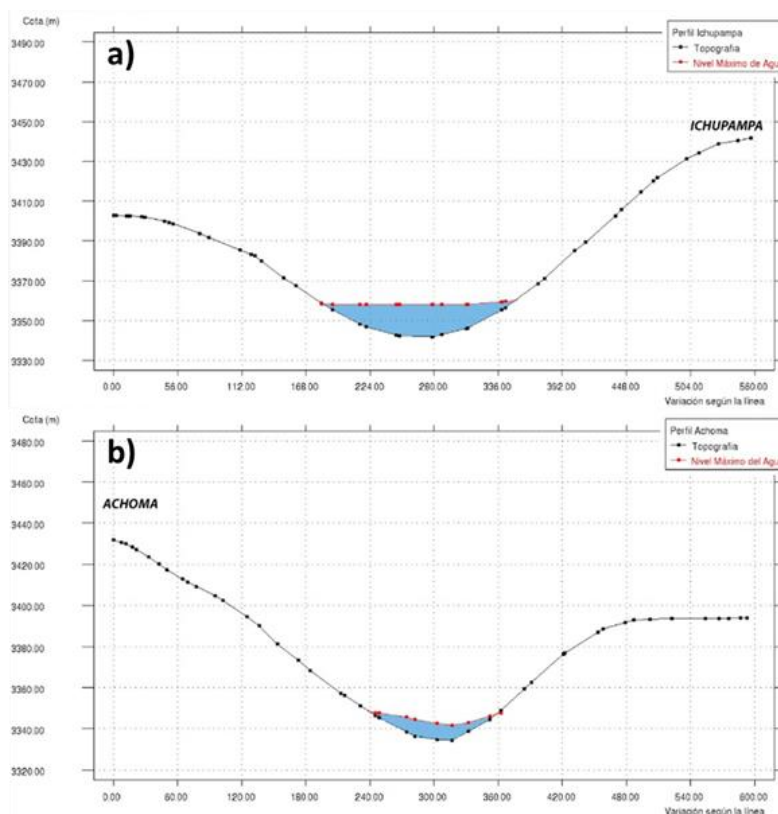 Cota (m)
3490.00
3470.00
3450.00
3430.00
3410.00
3390.00
3370.00
3350.00
3330.00
a)
Perfil Ichupampa
Topografía
Nivel Máximo de Agu
ICHUPAMPA
0.00 56.00 112.00 168.00 224.00 280.00 336.00 392.00 448.00 504.00 560.00
Variación según la línea
Cota (m)
3480.00
3460.00
3440.00
3420.00
3400.00
3380.00
3360.00
3340.00
3320.00
b)
Perfil Achoma
Topografía
Nivel Máximo del Agu
ACHOMA
0.00 60.00 120.00 180.00 240.00 300.00 360.00 420.00 480.00 540.00 600.00
Variación según la línea